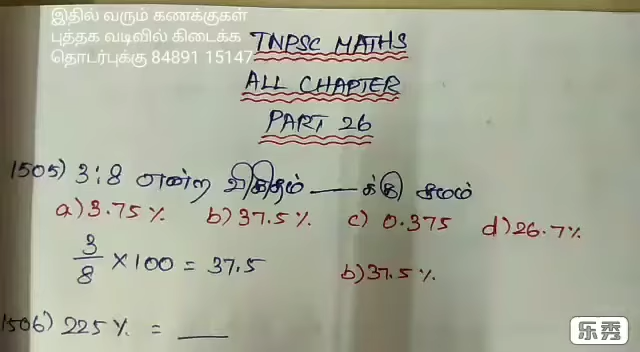 இதில் வரும் கணக்குகள்
புத்தக வடிவில் கிடைக்க
தொடர்புக்கு 84891 15147
TNPSC MATHS
ALL CHAPTER
PART 26
1505) 3:8 என்ற விகிதம் ___ க்கு சமம்
a) 3.75 % b) 37.5 % c) 0.375 d) 26.7%
3/8 × 100 = 37.5 b) 37.5 %
1506) 225 % = ___
乐秀